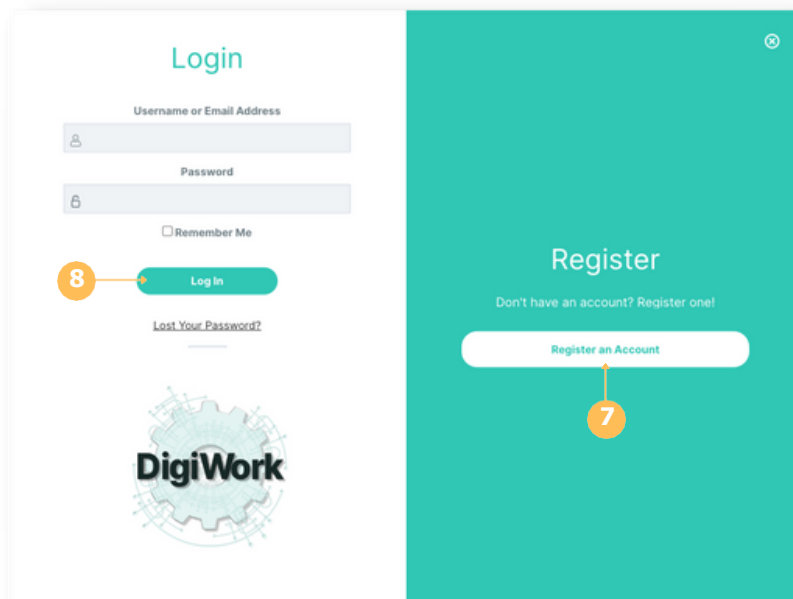 Login
Username or Email Address
Password
Remember Me
8
Log In
Lost Your Password?
DigiWork
Register
Don't have an account? Register one!
Register an Account
7